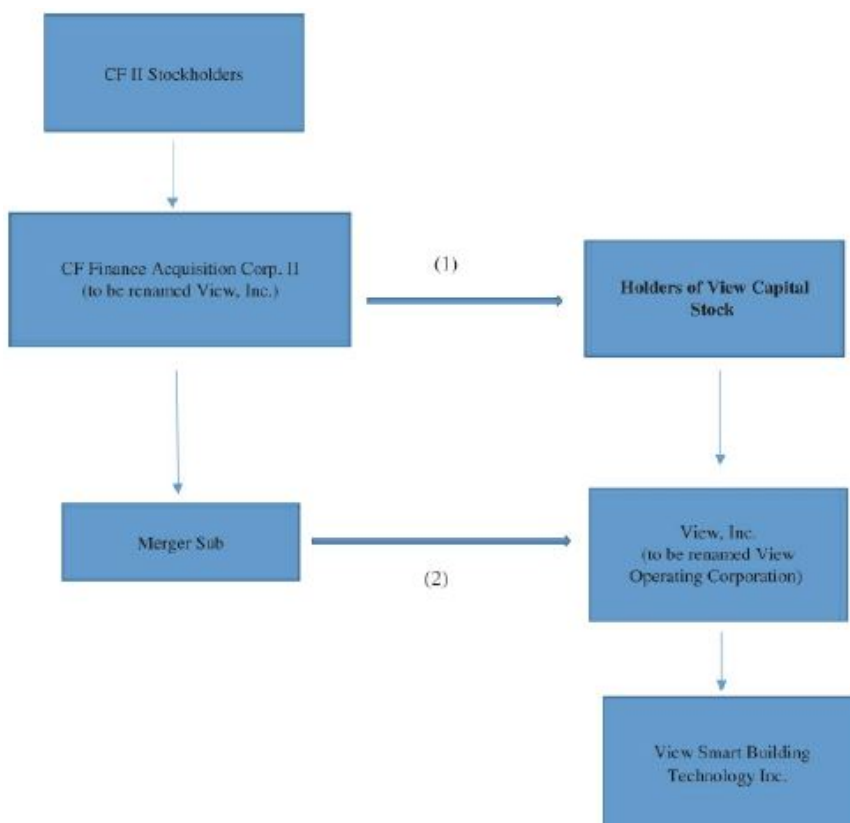 CF II Stockholders
CF Finance Acquisition Corp. II
(to be renamed View, Inc.)
(1)
Holders of View Capital
Stock
Merger Sub
(2)
View, Inc.
(to be renamed View
Operating Corporation)
View Smart Building
Technology Inc.